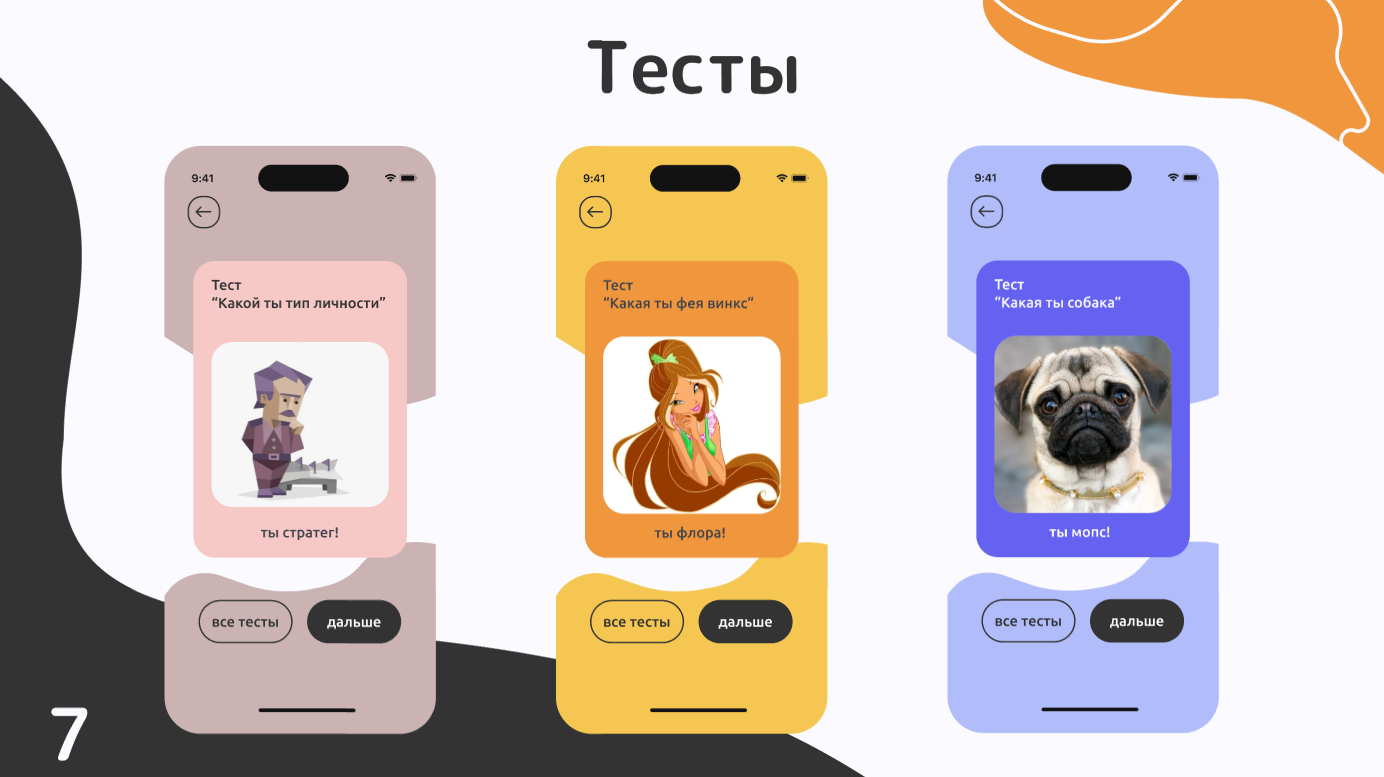 Тесты
9:41
Тест
“Какой ты тип личности”
ты стратег!
все тесты
дальше
9:41
Тест
“Какая ты фея винкс”
ты флора!
все тесты
дальше
9:41
Тест
“Какая ты собака”
ты мопс!
все тесты
дальше
7